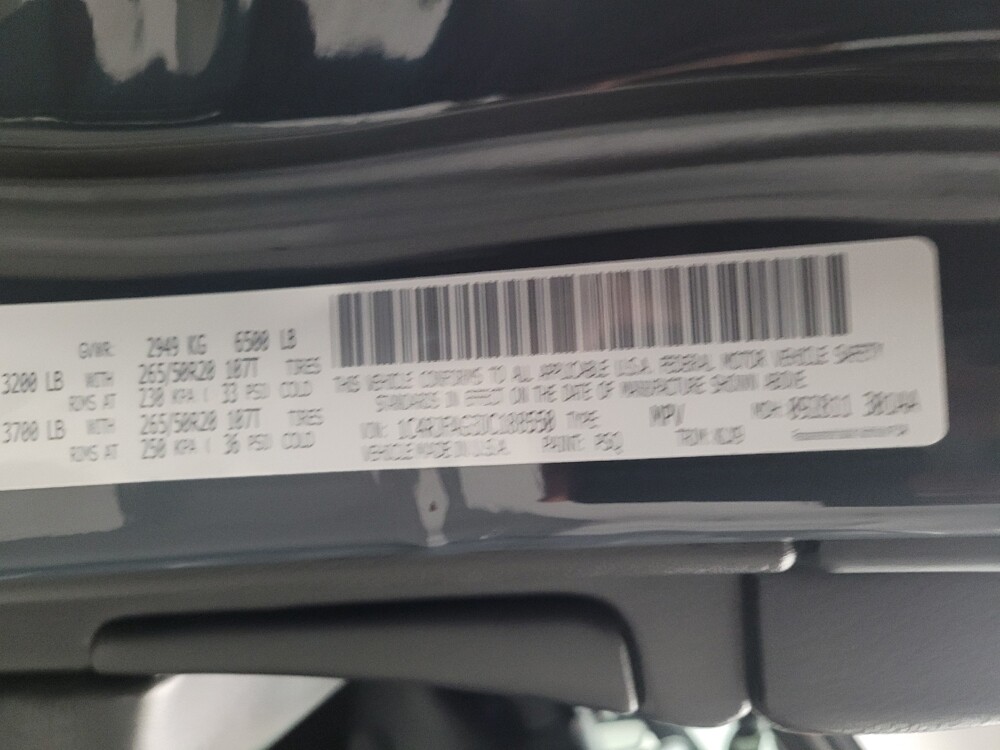 GVWR: 2949 KG 6500 LB
3200 LB WITH 265/50R20 107T TIRES
RIMS AT 230 KPA ( 33 PSI COLD
3700 LB WITH 265/50R20 107T TIRES
RIMS AT 250 KPA ( 36 PSI COLD
THIS VEHICLE CONFORMS TO ALL APPLICABLE U.S.A. FEDERAL MOTOR VEHICLE SAFETY
STANDARDS IN EFFECT ON THE DATE OF MANUFACTURE SHOWN ABOVE.
VIN: TYPE MPV MDH:
VEHICLE MADE IN U.S.A. PAINT: TRIM: